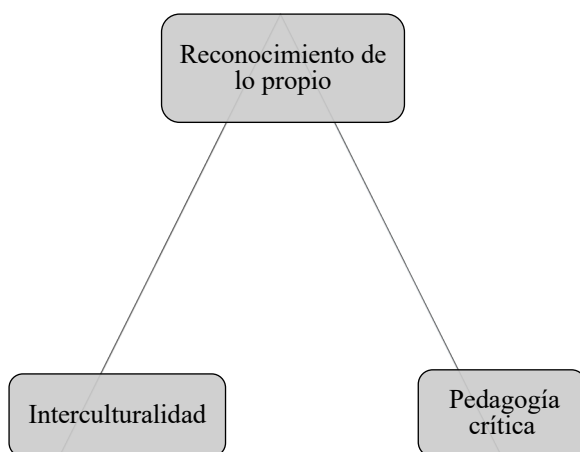 Reconocimiento de
lo propio
Interculturalidad
Pedagogía
crítica